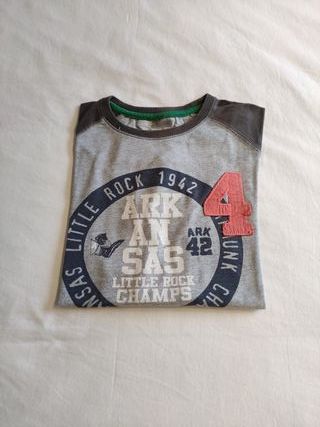 LITTLE ROCK 1942
ARK
AN
SAS
LITTLE ROCK
CHAMPS
4
ARK
42